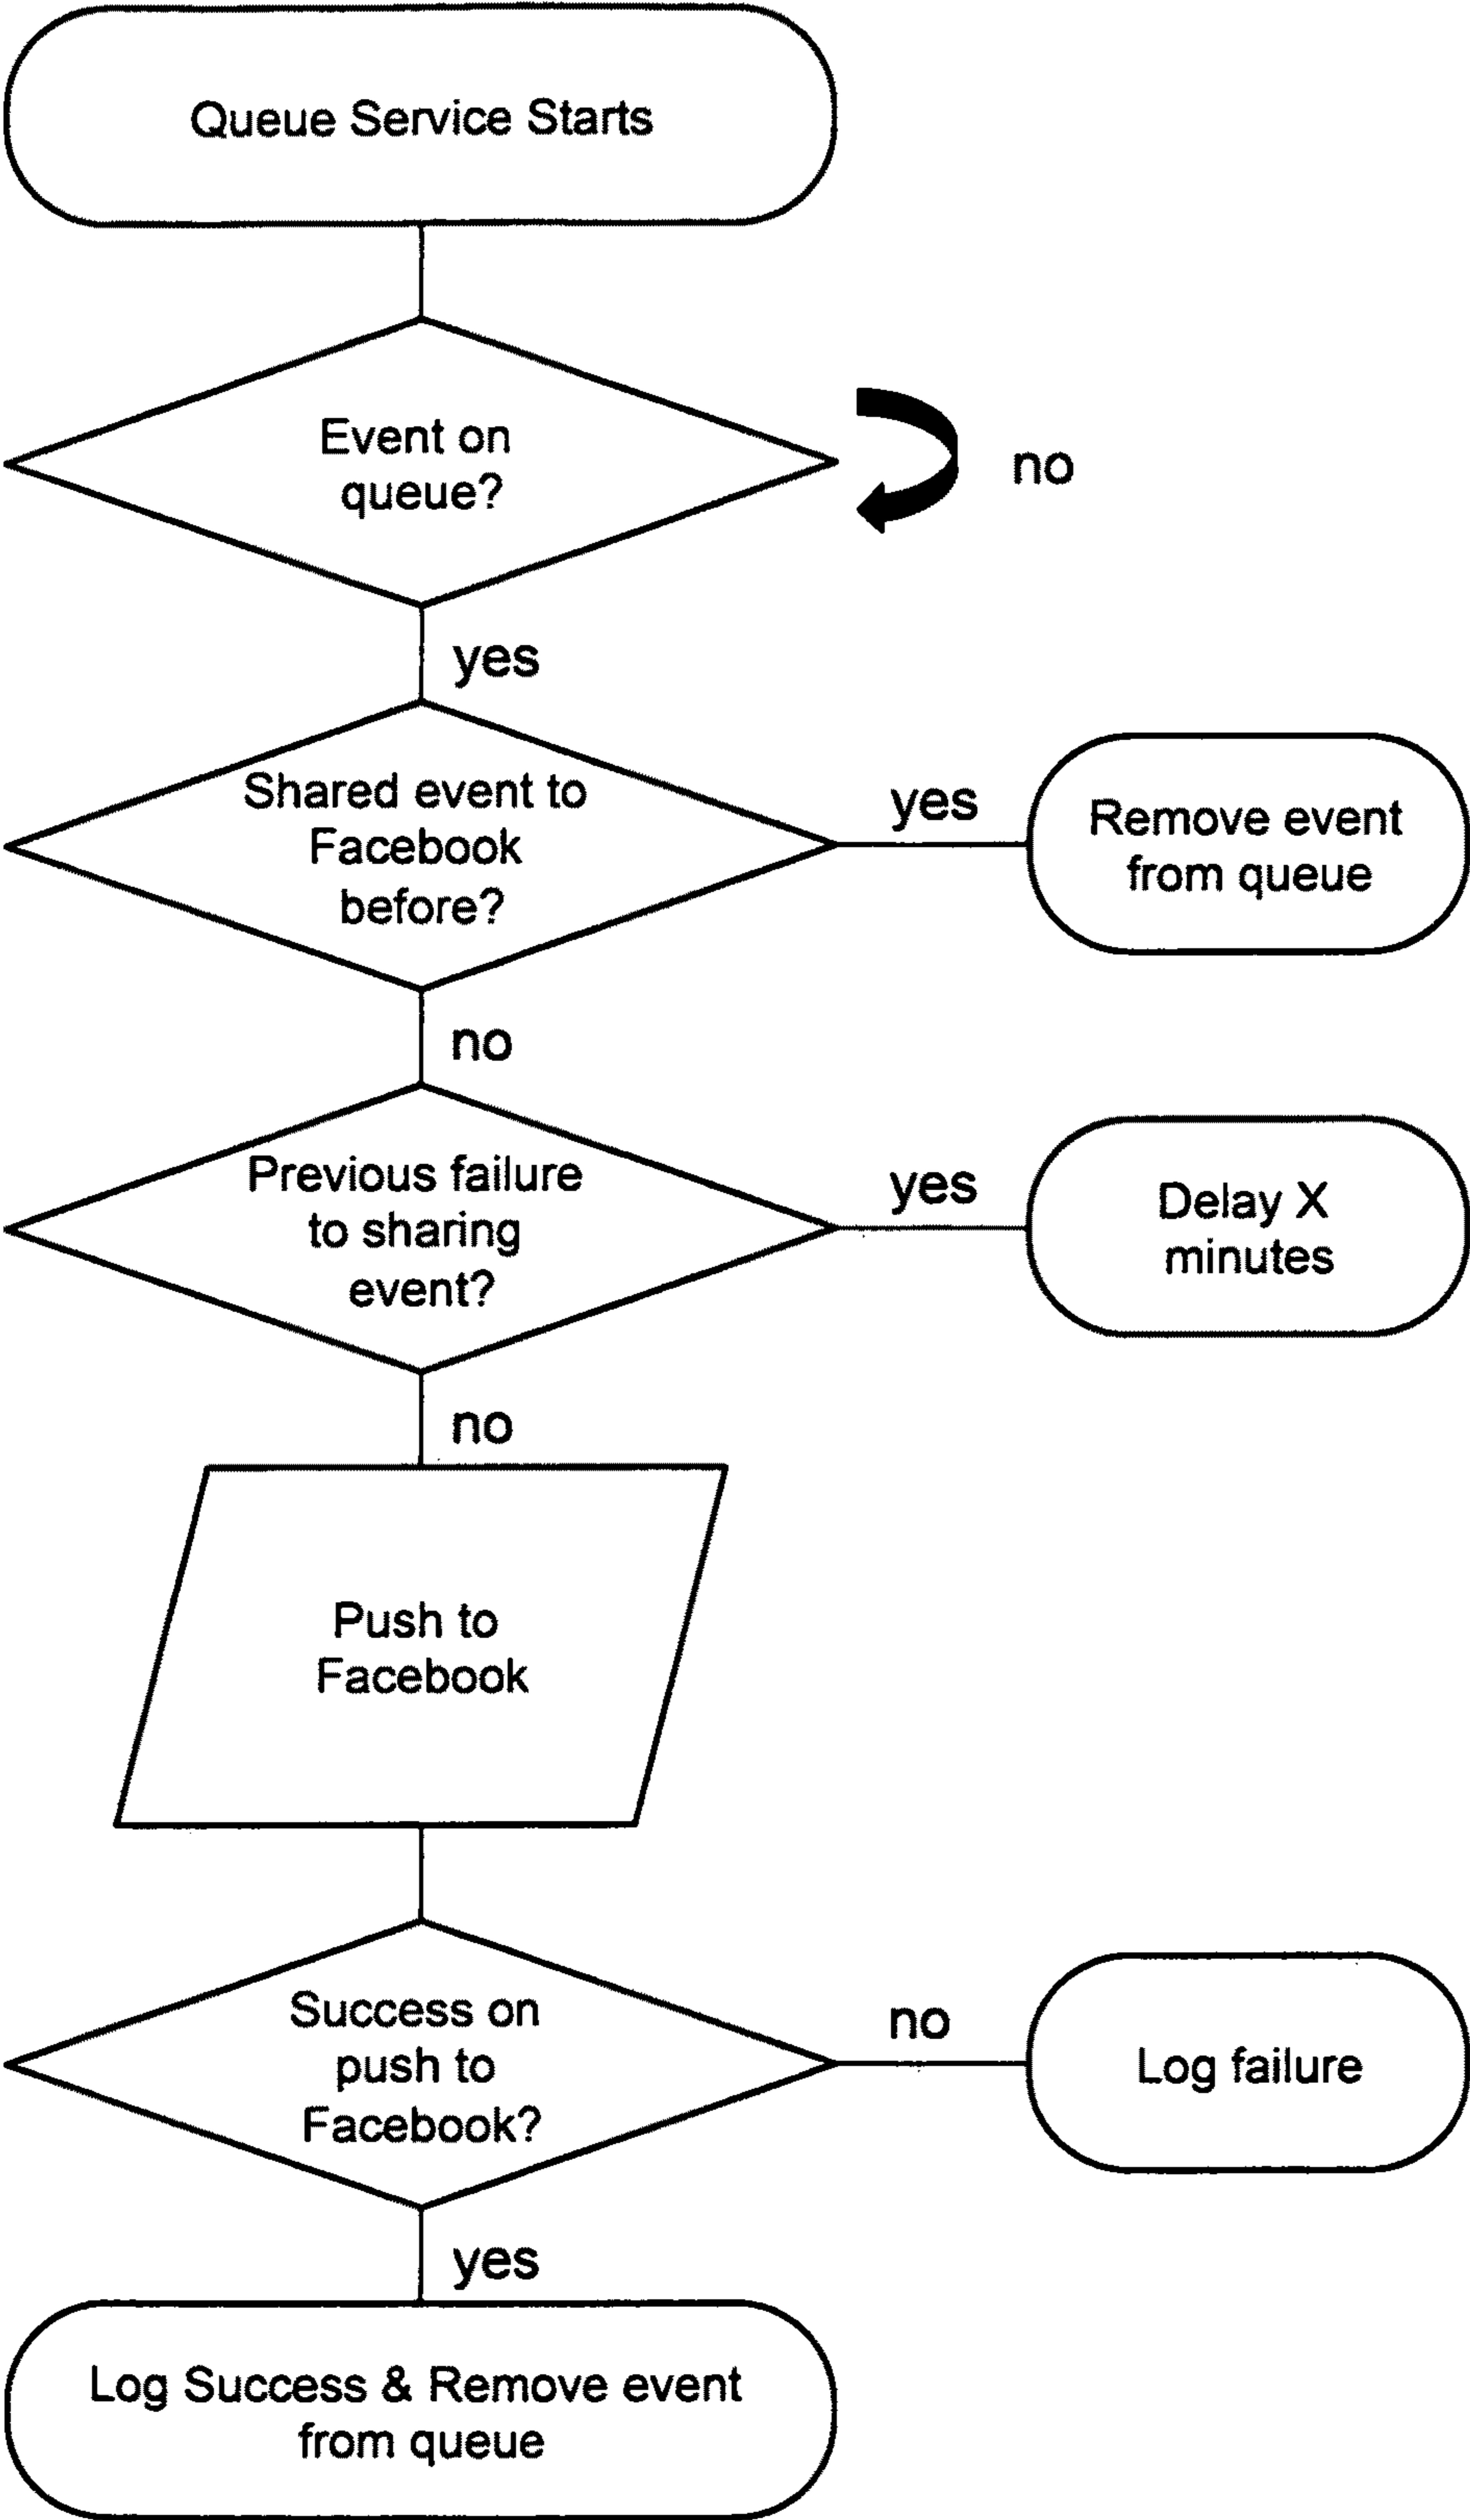 Queue Service Starts
Event on
queue?
no
yes
Shared event to
Facebook
before?
yes
Remove event
from queue
no
Previous failure
to sharing
event?
yes
Delay X
minutes
no
Push to
Facebook
Success on
push to
Facebook?
no
Log failure
yes
Log Success & Remove event
from queue